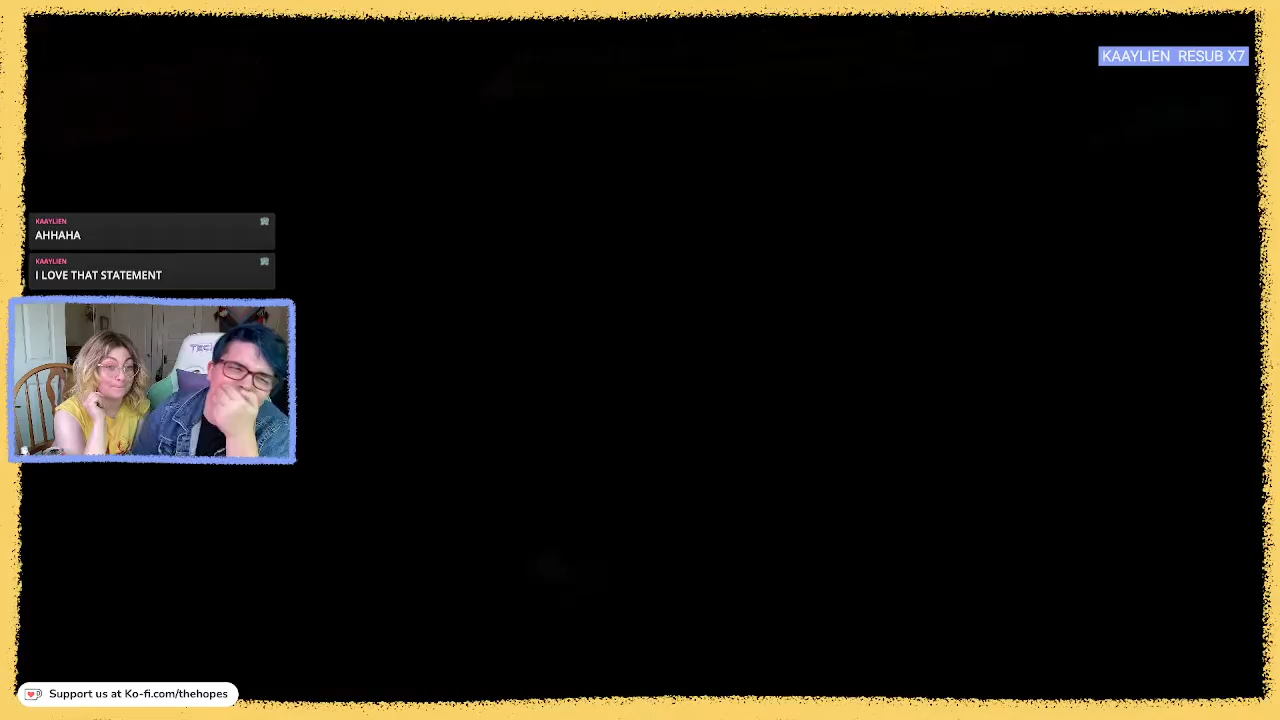 KAAYLIEN RESUB X7
KAAYLIEN
AHHAHA
KAAYLIEN
I LOVE THAT STATEMENT
Support us at Ko-fi.com/thehopes